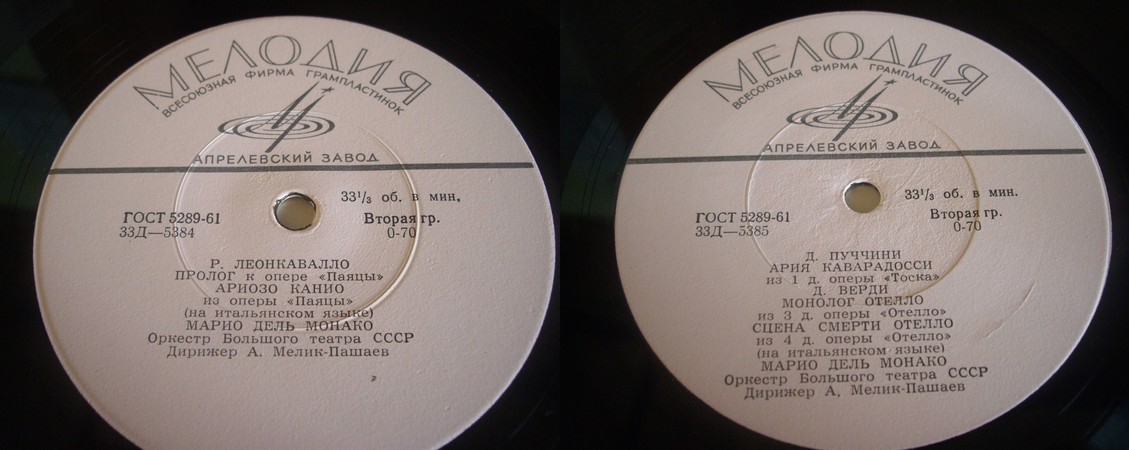 МЕЛОДИЯ
ВСЕСОЮЗНАЯ ФИРМА ГРАМПЛАСТИНОК
АПРЕЛЕВСКИЙ ЗАВОД
33⅓ об. в мин.
ГОСТ 5289-61
Вторая гр.
33Д—5384
0-70
Р. ЛЕОНКАВАЛЛО
ПРОЛОГ к опере «Паяцы»
АРИОЗО КАНИО
из оперы «Паяцы»
(на итальянском языке)
МАРИО ДЕЛЬ МОНАКО
Оркестр Большого театра СССР
Дирижер А. Мелик-Пашаев
МЕЛОДИЯ
ВСЕСОЮЗНАЯ ФИРМА ГРАМПЛАСТИНОК
АПРЕЛЕВСКИЙ ЗАВОД
33⅓ об. в мин.
ГОСТ 5289-61
Вторая гр.
33Д—5385
0-70
Д. ПУЧЧИНИ
АРИЯ КАВАРАДОССИ
из 1 д. оперы «Тоска»
Д. ВЕРДИ
МОНОЛОГ ОТЕЛЛО
из 3 д. оперы «Отелло»
СЦЕНА СМЕРТИ ОТЕЛЛО
из 4 д. оперы «Отелло»
(на итальянском языке)
МАРИО ДЕЛЬ МОНАКО
Оркестр Большого театра СССР
Дирижер А, Мелик-Пашаев